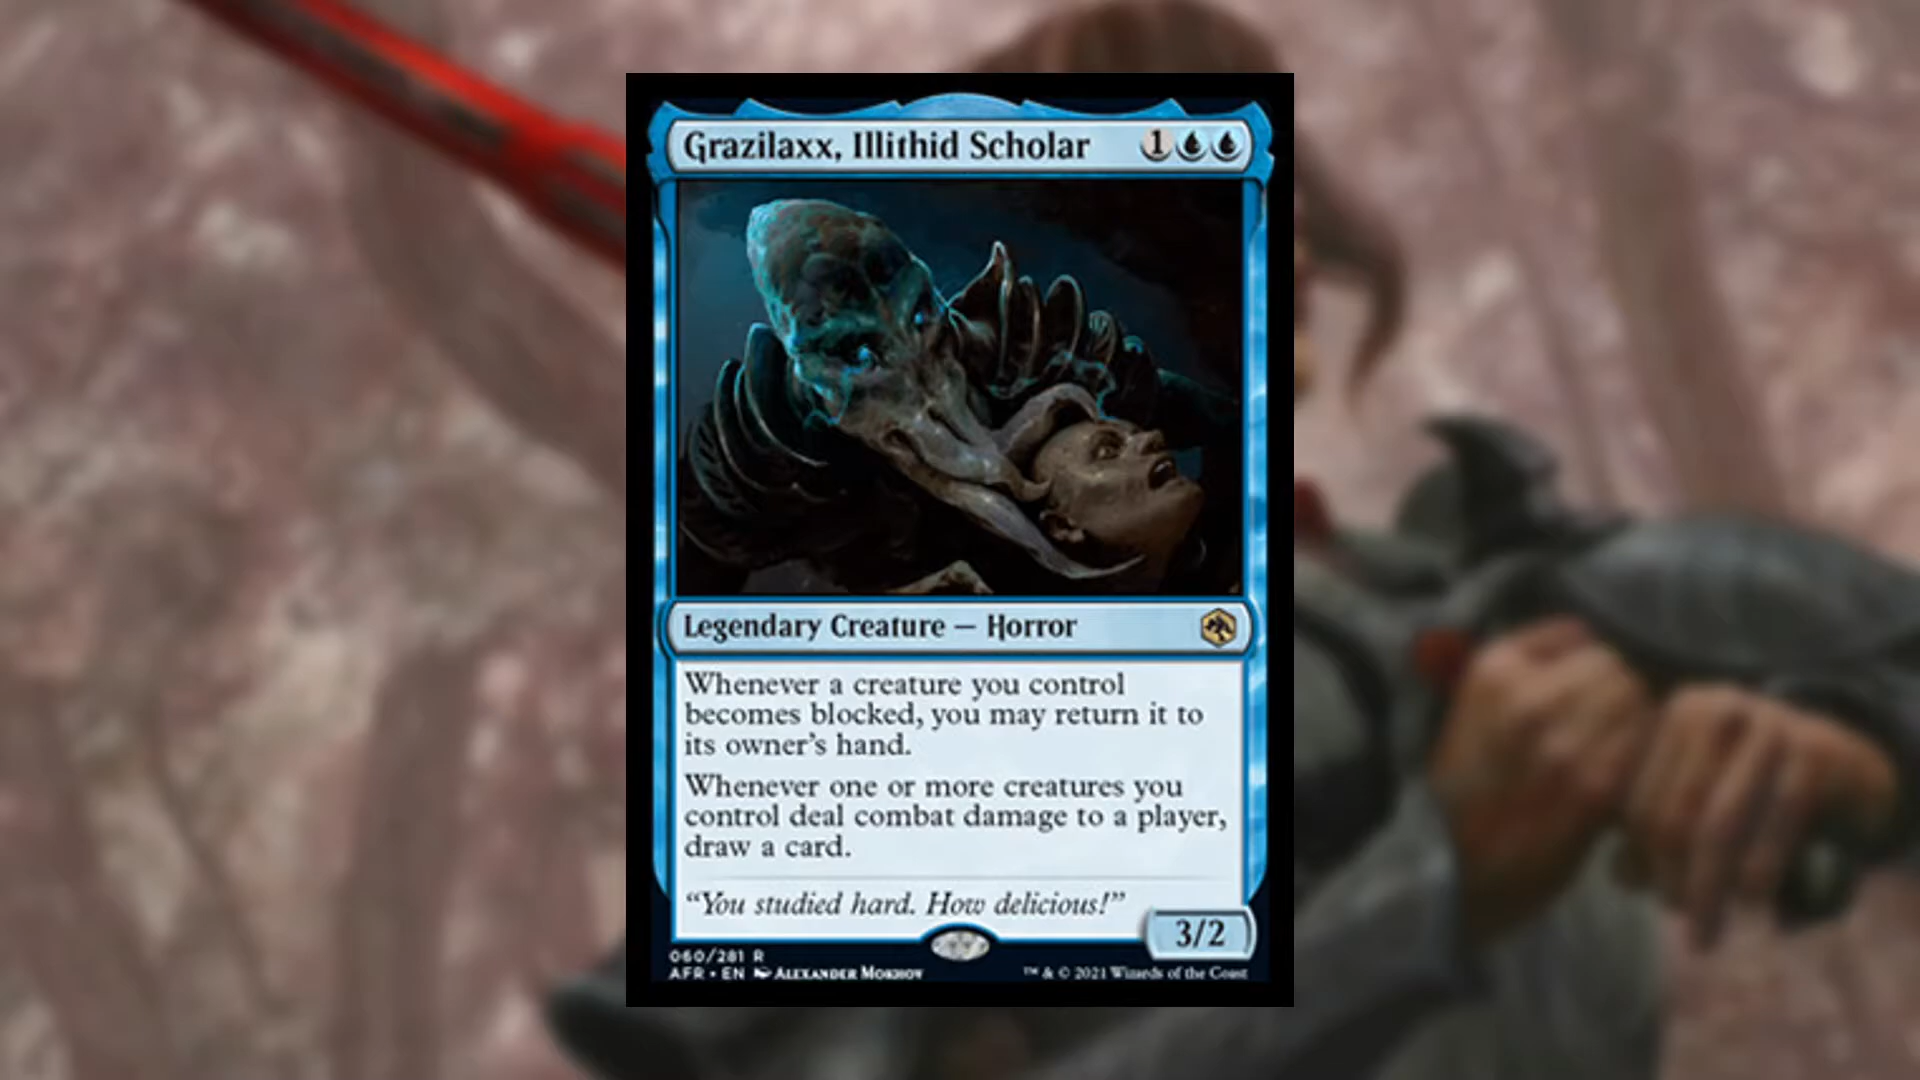 Grazilaxx, Illithid Scholar 1
Legendary Creature — Horror
Whenever a creature you control
becomes blocked, you may return it to
its owner's hand.
Whenever one or more creatures you
control deal combat damage to a player,
draw a card.
“You studied hard. How delicious!”
3/2
060/281 R
AFR • EN Alexander Mokhov
™ & © 2021 Wizards of the Coast